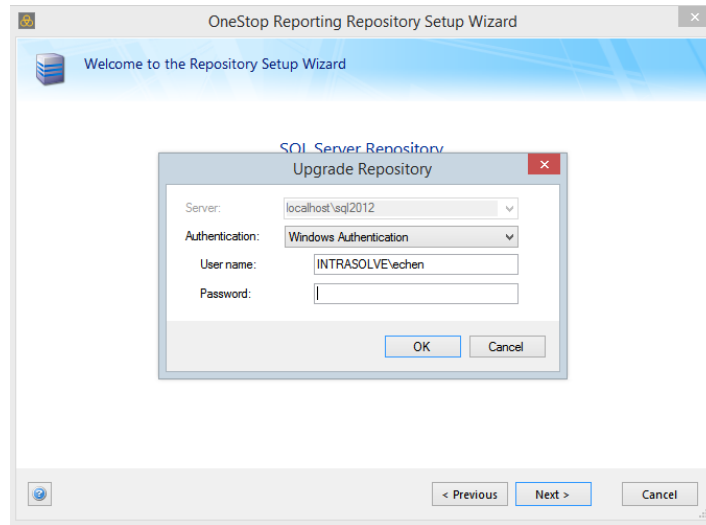 OneStop Reporting Repository Setup Wizard
Welcome to the Repository Setup Wizard
SQL Server Repository
Upgrade Repository
Server: localhost\sql2012
Authentication: Windows Authentication
User name: INTRASOLVE\echen
Password:
OK Cancel
< Previous Next > Cancel